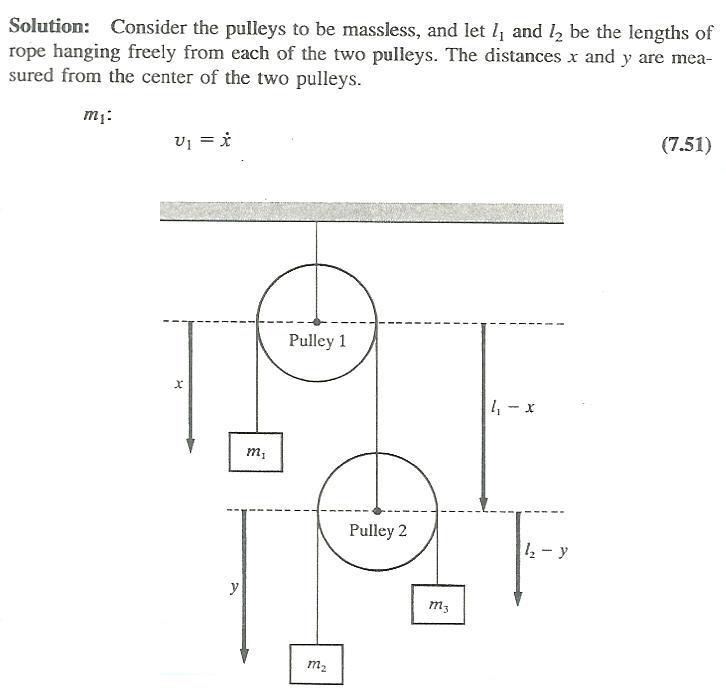 Solution: Consider the pulleys to be massless, and let l₁ and l₂ be the lengths of
rope hanging freely from each of the two pulleys. The distances x and y are mea-
sured from the center of the two pulleys.
m₁:
v₁ = ẋ (7.51)
Pulley 1
x
l₁ − x
m₁
Pulley 2
l₂ − y
y
m₃
m₂